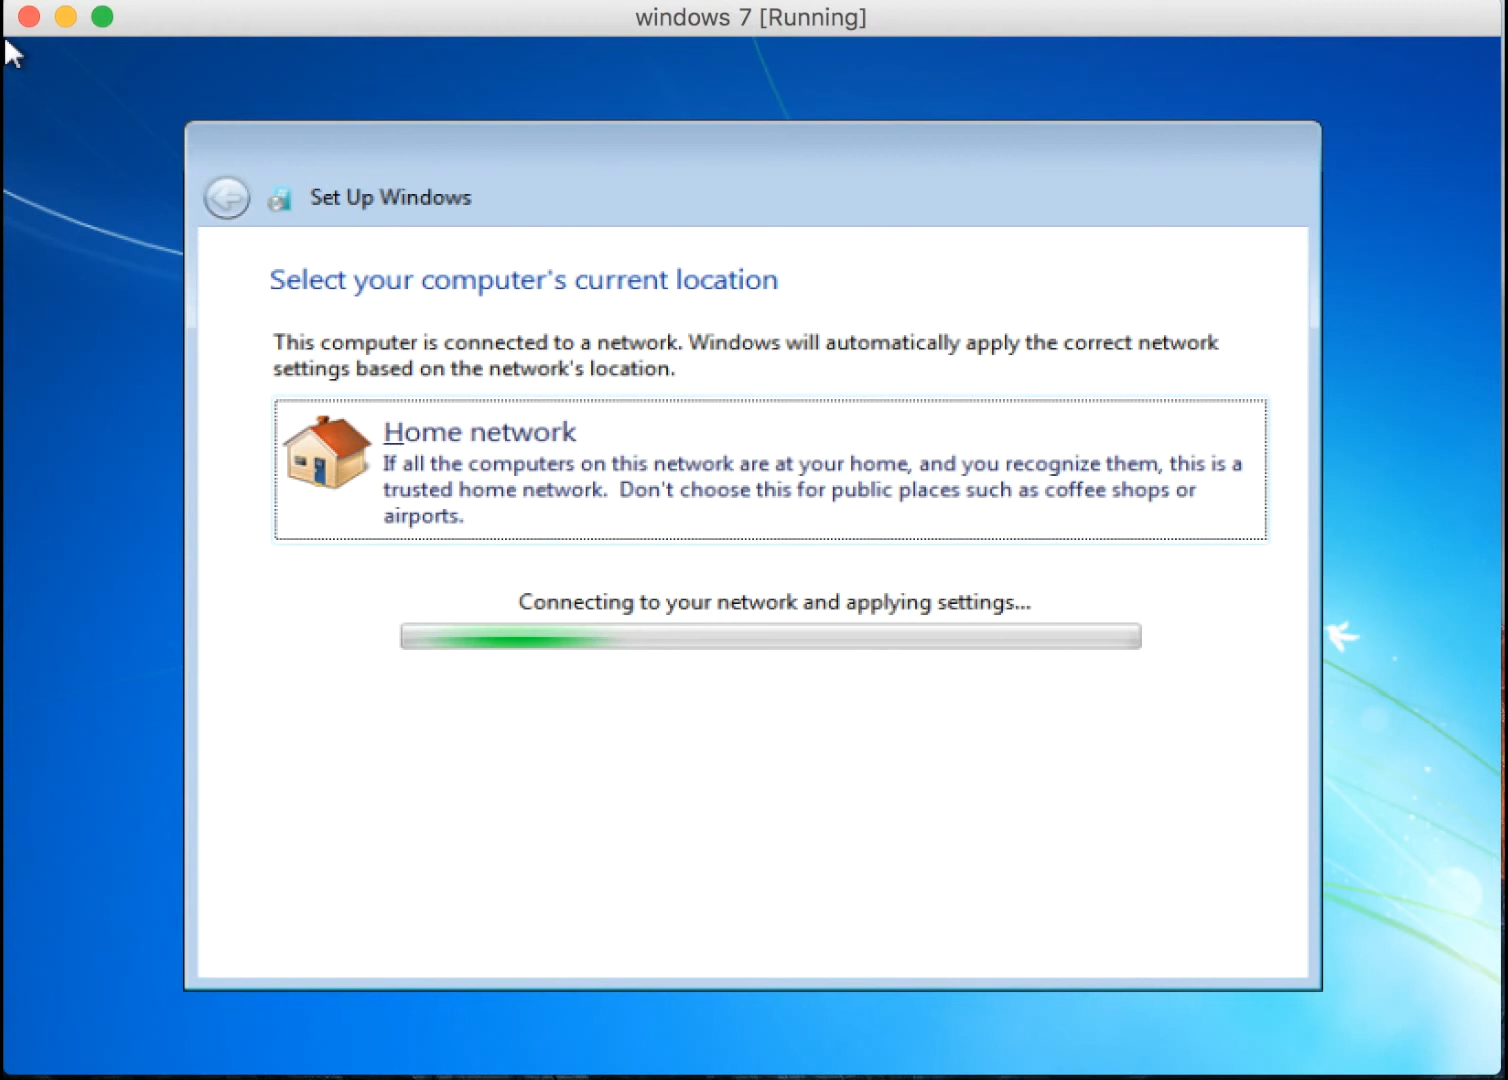 windows 7 [Running]
Set Up Windows
Select your computer's current location
This computer is connected to a network. Windows will automatically apply the correct network
settings based on the network's location.
Home network
If all the computers on this network are at your home, and you recognize them, this is a
trusted home network.  Don't choose this for public places such as coffee shops or
airports.
Connecting to your network and applying settings...